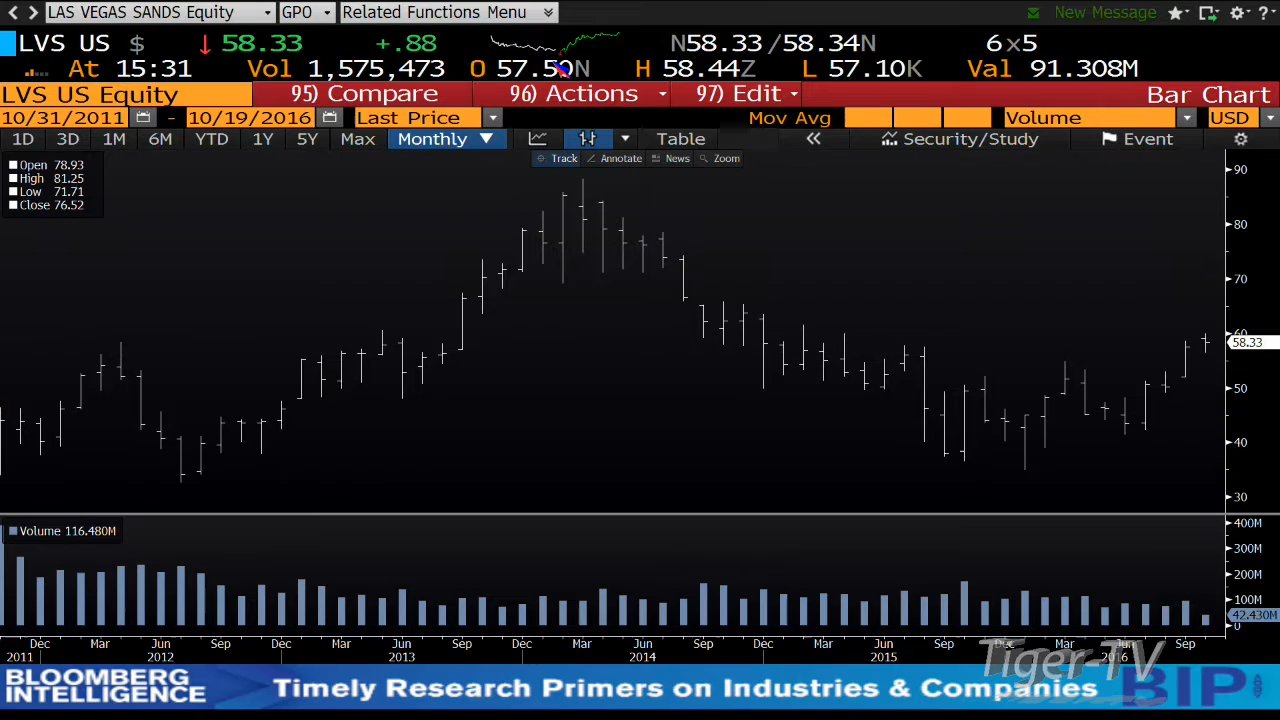 LAS VEGAS SANDS Equity GPO Related Functions Menu New Message ?
LVS US $ 58.33 +.88 N58.33 /58.34N 6x5
At 15:31 Vol 1,575,473 O 57.50N H 58.44Z L 57.10K Val 91.308M
LVS US Equity 95) Compare 96) Actions 97) Edit Bar Chart
10/31/2011 - 10/19/2016 Last Price Mov Avg Volume USD
1D 3D 1M 6M YTD 1Y 5Y Max Monthly Table Security/Study Event
Track Annotate News Zoom
Open 78.93
High 81.25
Low 71.71
Close 76.52
90
80
70
60
58.33
50
40
30
Volume 116.480M
400M
300M
200M
100M
42.430M
0
Dec Mar Jun Sep Dec Mar Jun Sep Dec Mar Jun Sep Dec Mar Jun Sep Dec Mar Jun Sep
2011 2012 2013 2014 2015 2016
Tiger-TV
BLOOMBERG
INTELLIGENCE
Timely Research Primers on Industries & Companies
BIP